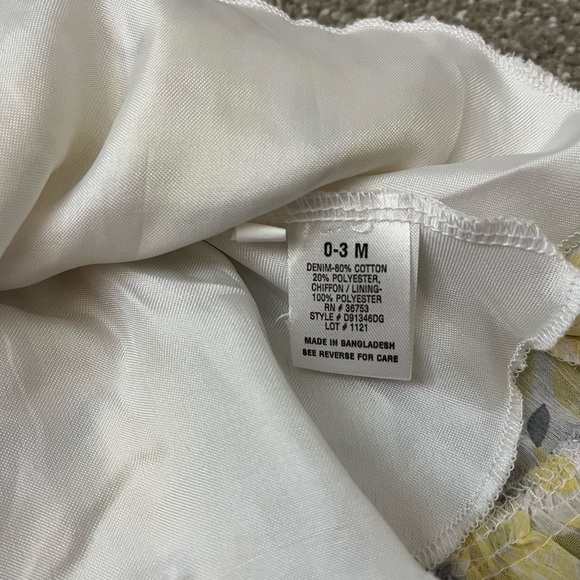 0-3 M
DENIM-80% COTTON
20% POLYESTER,
CHIFFON / LINING-
100% POLYESTER
RN # 36753
STYLE # D91346DG
LOT # 1121
MADE IN BANGLADESH
SEE REVERSE FOR CARE